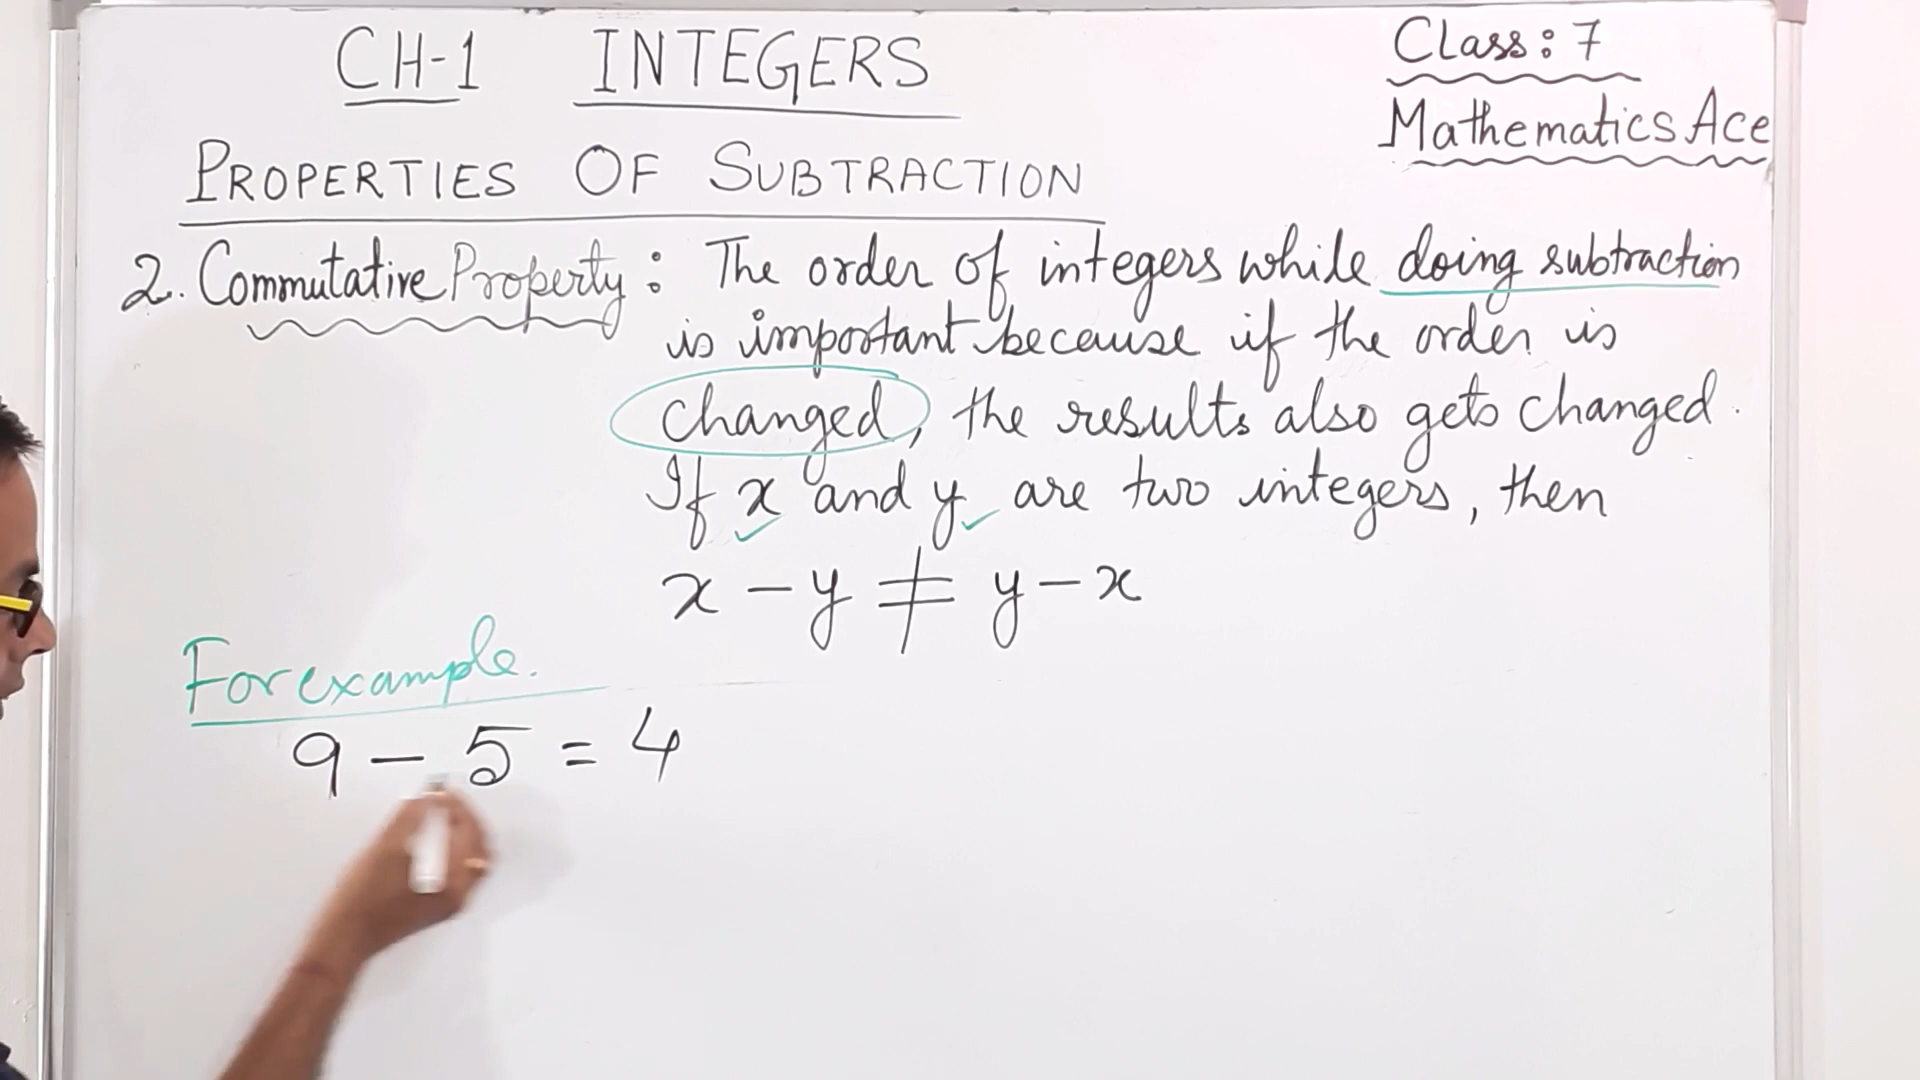 CH-1 INTEGERS
Class: 7
Mathematics Ace
PROPERTIES OF SUBTRACTION
2. Commutative Property: The order of integers while doing subtraction
is important because if the order is
changed, the results also gets changed.
If x and y are two integers, then
x - y ≠ y - x
For example.
9 - 5 = 4